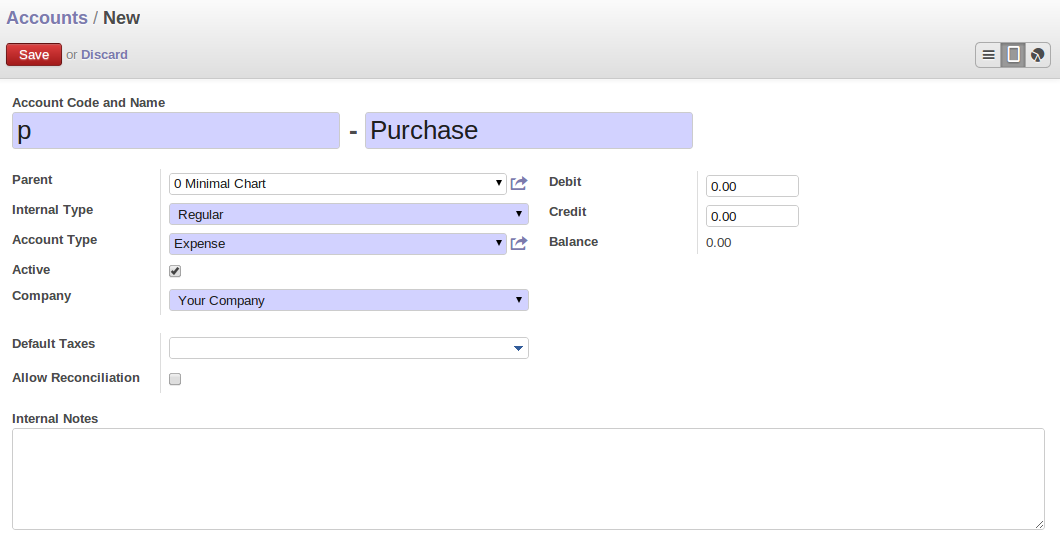 Accounts / New
Save or Discard
Account Code and Name
p - Purchase
Parent 0 Minimal Chart Debit 0.00
Internal Type Regular Credit 0.00
Account Type Expense Balance 0.00
Active
Company Your Company
Default Taxes
Allow Reconciliation
Internal Notes